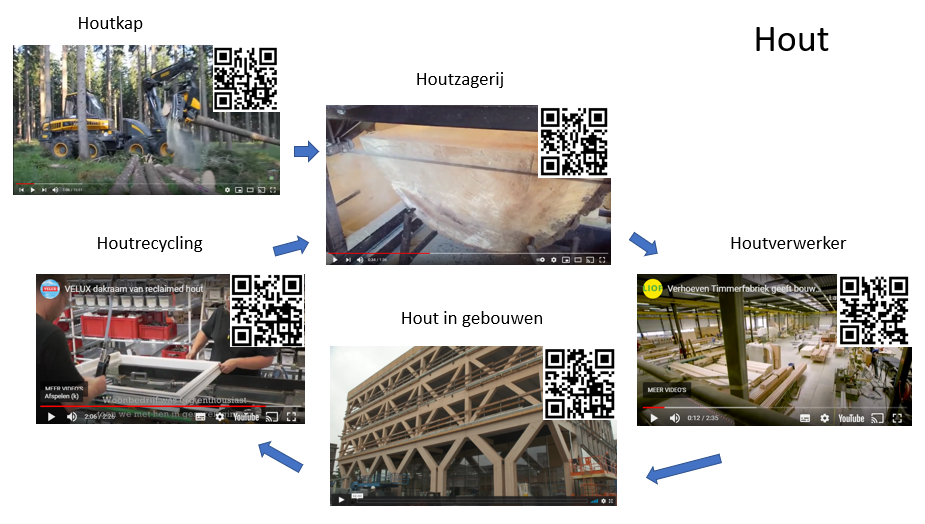 Houtkap
Hout
Houtzagerij
Houtrecycling
Houtverwerker
VELUX dakraam van reclaimed hout
Hout in gebouwen
LIOF
Verhoeven Timmerfabriek geeft bouw...
MEER VIDEO'S
Afspelen (k)
2:06 / 2:26
YouTube
MEER VIDEO'S
0:12 / 2:35
YouTube